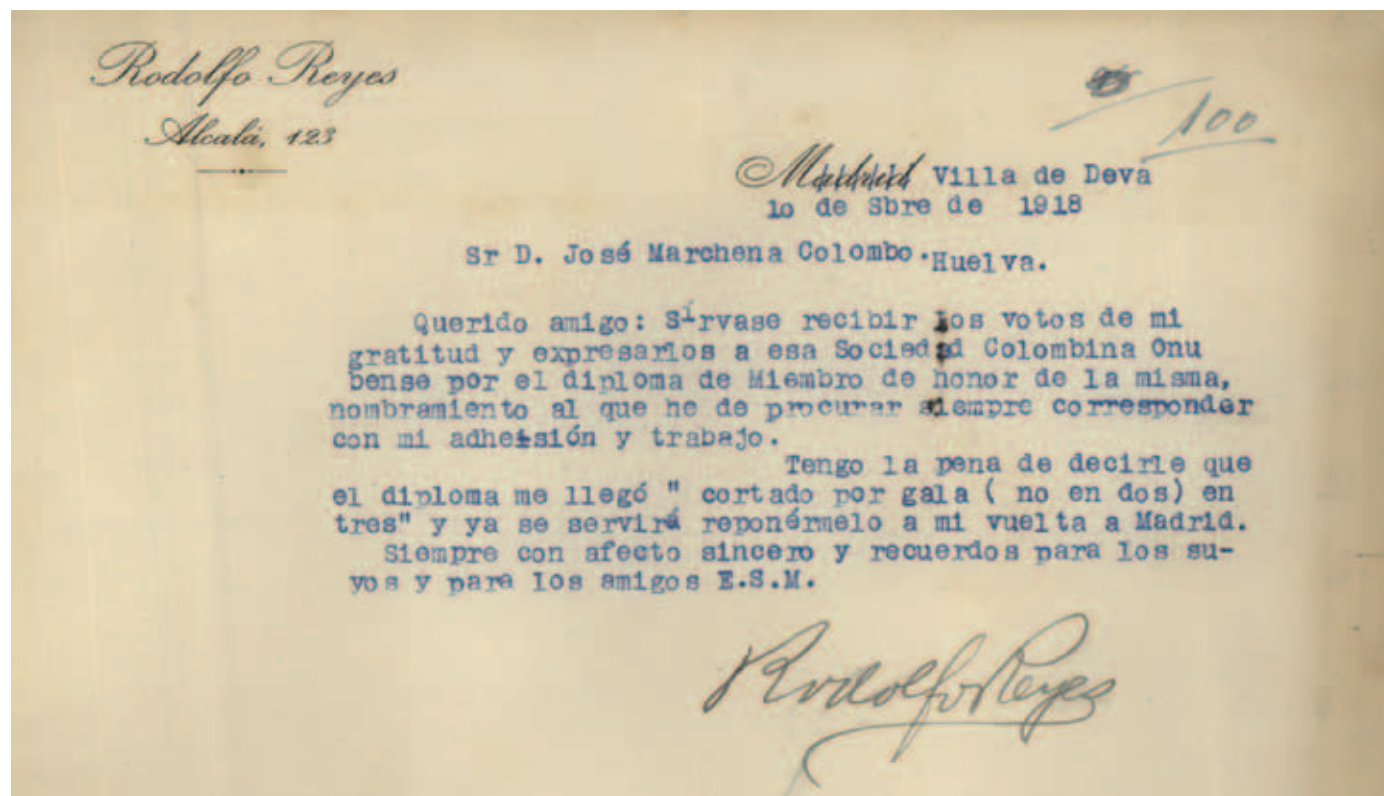 Rodolfo Reyes
Alcalá, 123
100
Madrid Villa de Deva
10 de Sbre de 1918
Sr D. José Marchena Colombo. Huelva.
Querido amigo: Sírvase recibir los votos de mi
gratitud y expresarlos a esa Sociedad Colombina Onu
bense por el diploma de Miembro de honor de la misma,
nombramiento al que he de procurar siempre corresponder
con mi adhesión y trabajo.
Tengo la pena de decirle que
el diploma me llegó " cortado por gala ( no en dos) en
tres" y ya se servirá reponérmelo a mi vuelta a Madrid.
Siempre con afecto sincero y recuerdos para los su-
yos y para los amigos E.S.M.
Rodolfo Reyes